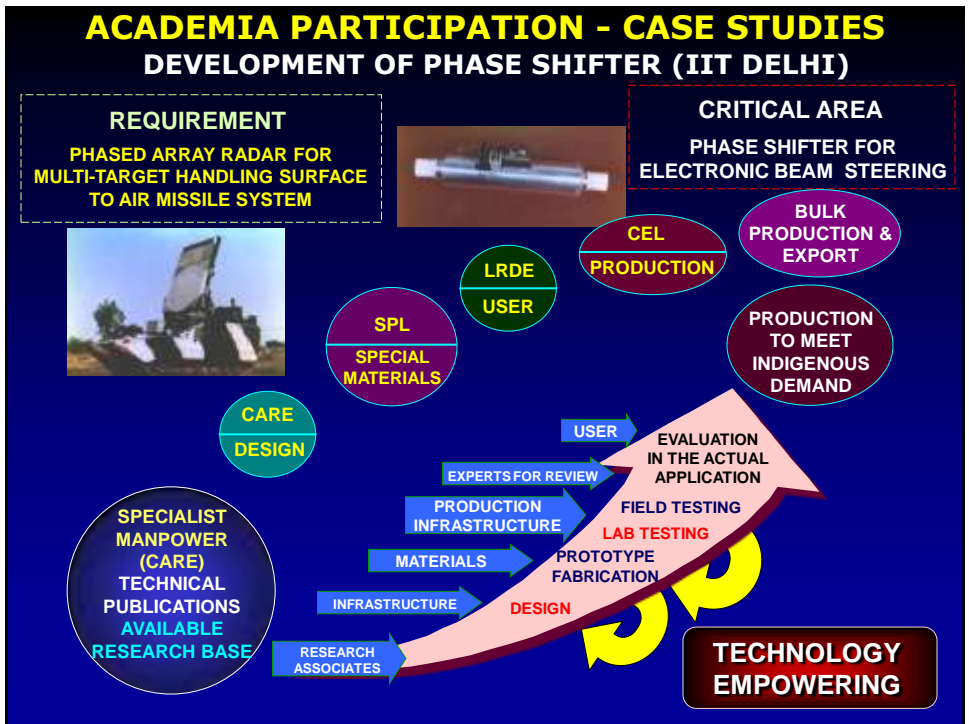 ACADEMIA PARTICIPATION - CASE STUDIES
DEVELOPMENT OF PHASE SHIFTER (IIT DELHI)
REQUIREMENT
PHASED ARRAY RADAR FOR
MULTI-TARGET HANDLING SURFACE
TO AIR MISSILE SYSTEM
CRITICAL AREA
PHASE SHIFTER FOR
ELECTRONIC BEAM STEERING
BULK
PRODUCTION &
EXPORT
CEL
PRODUCTION
LRDE
USER
SPL
SPECIAL
MATERIALS
PRODUCTION
TO MEET
INDIGENOUS
DEMAND
CARE
DESIGN
USER
EVALUATION
IN THE ACTUAL
APPLICATION
EXPERTS FOR REVIEW
PRODUCTION
INFRASTRUCTURE
FIELD TESTING
LAB TESTING
MATERIALS
PROTOTYPE
FABRICATION
INFRASTRUCTURE
DESIGN
SPECIALIST
MANPOWER
(CARE)
TECHNICAL
PUBLICATIONS
AVAILABLE
RESEARCH BASE
RESEARCH
ASSOCIATES
TECHNOLOGY
EMPOWERING